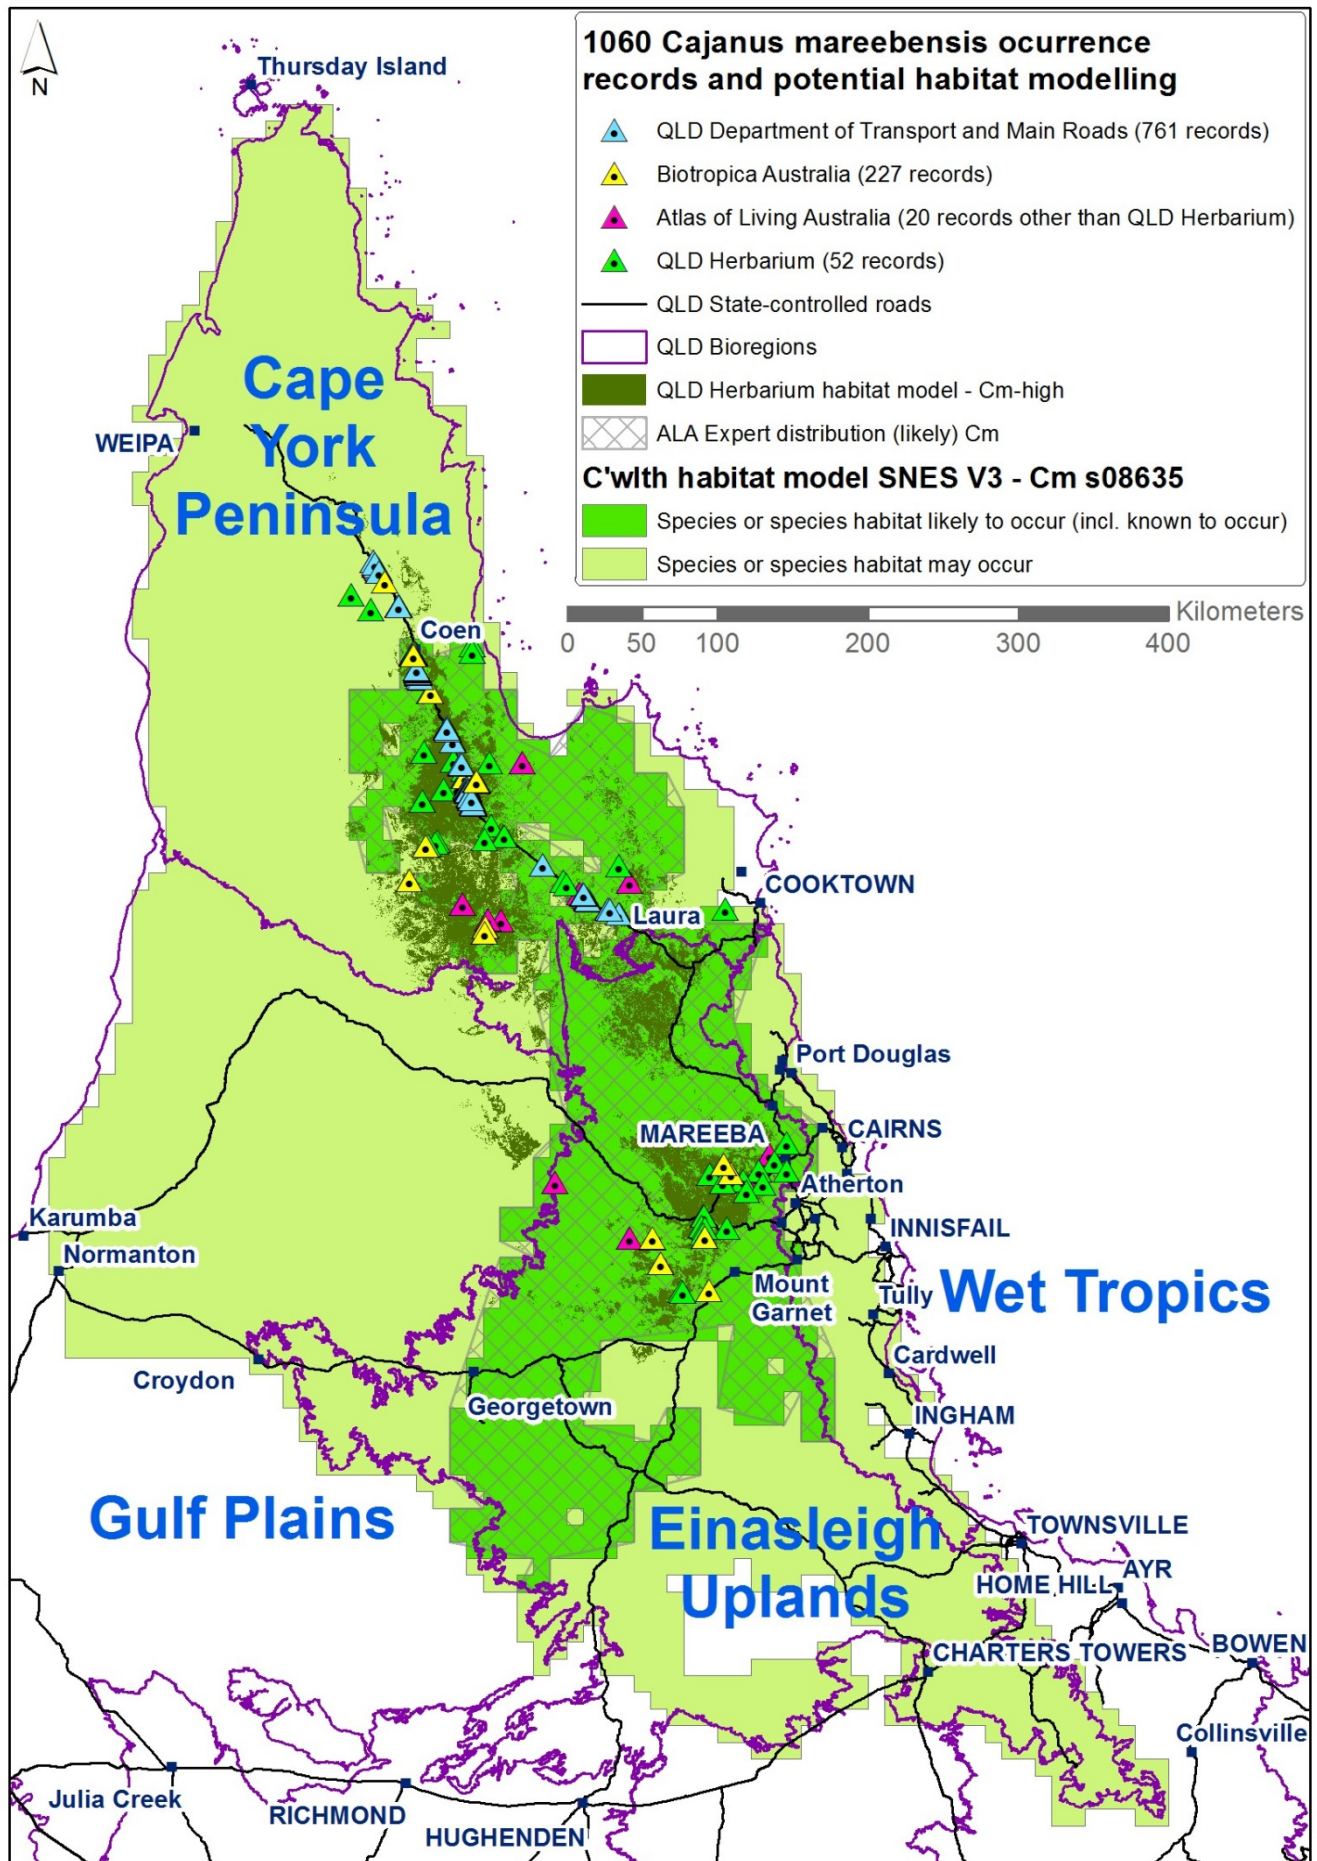 N
Thursday Island
1060 Cajanus mareebensis ocurrence
records and potential habitat modelling
QLD Department of Transport and Main Roads (761 records)
Biotropica Australia (227 records)
Atlas of Living Australia (20 records other than QLD Herbarium)
QLD Herbarium (52 records)
QLD State-controlled roads
QLD Bioregions
QLD Herbarium habitat model - Cm-high
ALA Expert distribution (likely) Cm
C'wlth habitat model SNES V3 - Cm s08635
Species or species habitat likely to occur (incl. known to occur)
Species or species habitat may occur
Kilometers
0 50 100 200 300 400
Cape
York
Peninsula
WEIPA
Coen
COOKTOWN
Laura
Port Douglas
MAREEBA
CAIRNS
Atherton
Karumba
INNISFAIL
Normanton
Mount
Garnet
Tully
Wet Tropics
Cardwell
Croydon
Georgetown
INGHAM
Gulf Plains
Einasleigh
Uplands
TOWNSVILLE
HOME HILL
AYR
CHARTERS TOWERS
BOWEN
Collinsville
Julia Creek
RICHMOND
HUGHENDEN